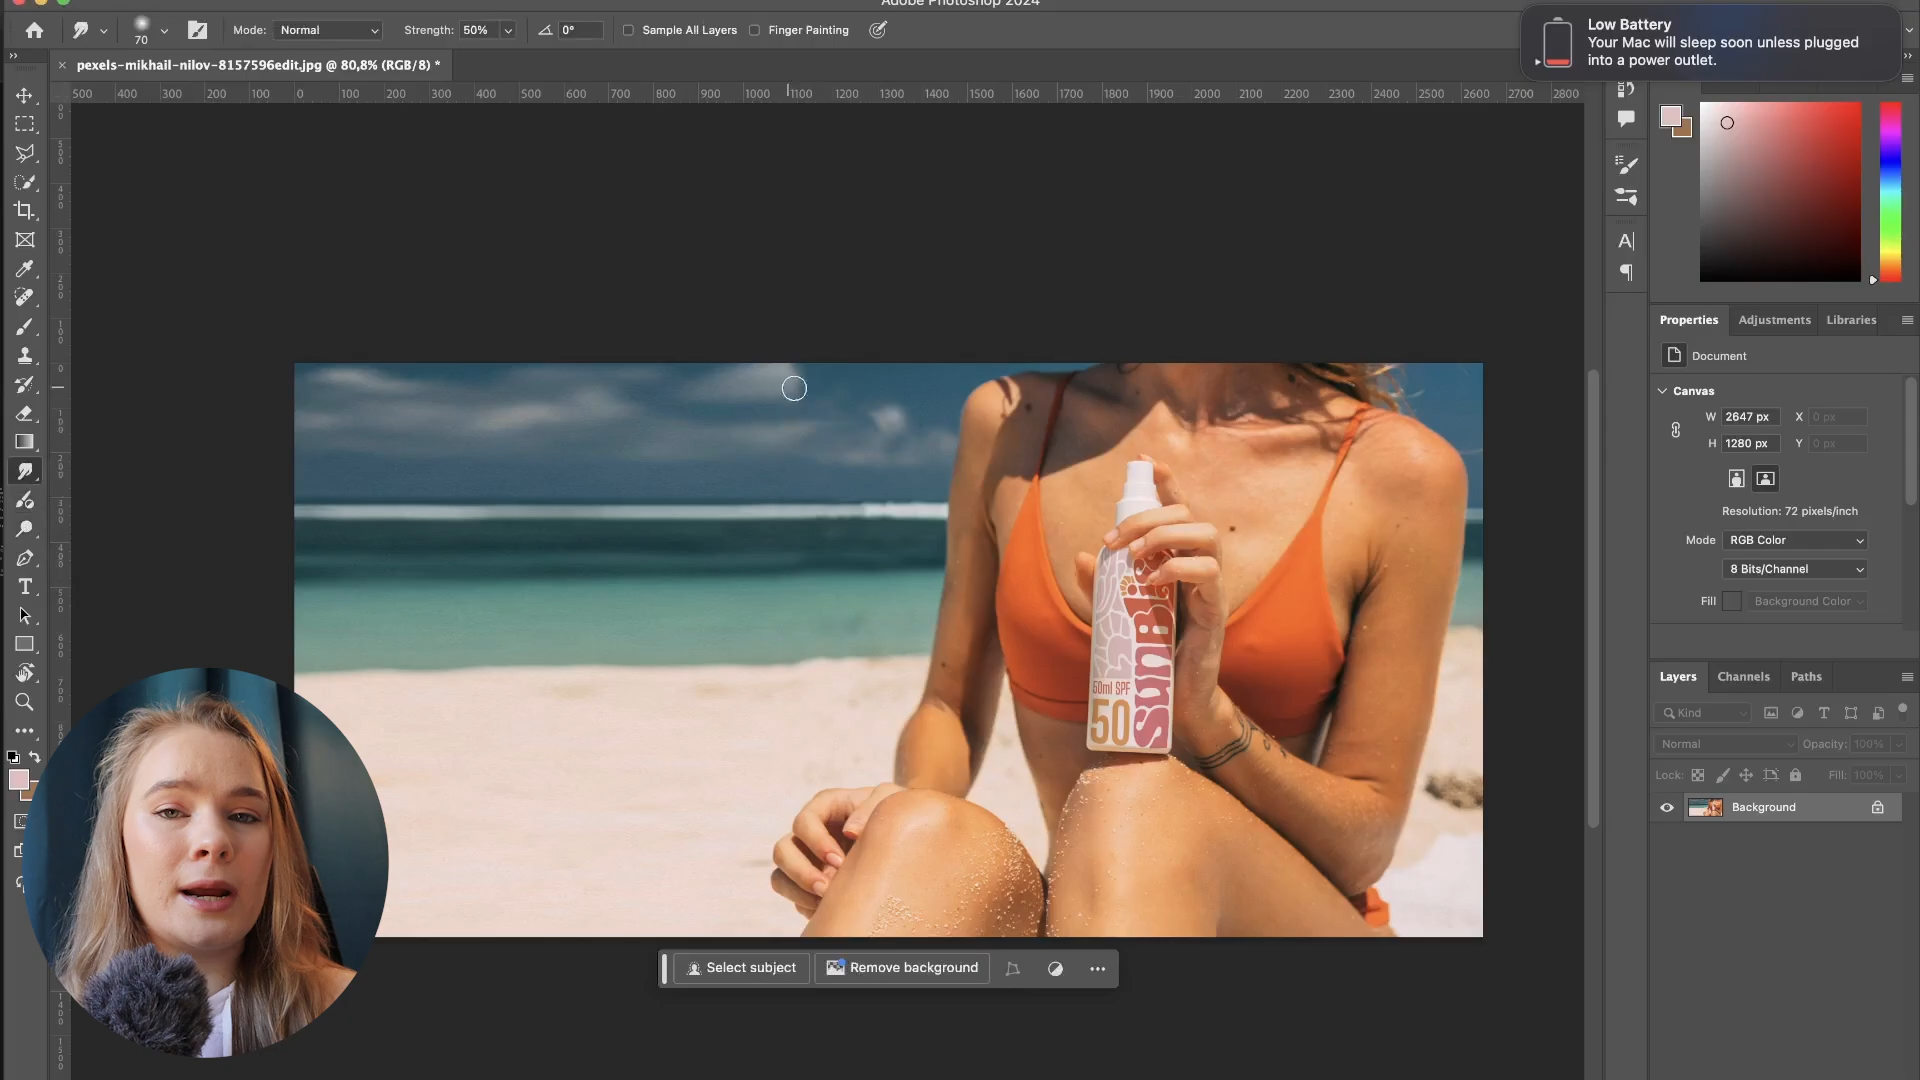 Adobe Photoshop 2024
70
Mode: Normal
Strength: 50%
0°
Sample All Layers
Finger Painting
Low Battery
Your Mac will sleep soon unless plugged
into a power outlet.
pexels-mikhail-nilov-8157596edit.jpg @ 80,8% (RGB/8) *
500 400 300 200 100 0 100 200 300 400 500 600 700 800 900 1000 1100 1200 1300 1400 1500 1600 1700 1800 1900 2000 2100 2200 2300 2400 2500 2600 2700 2800
Properties Adjustments Libraries
Document
Canvas
W 2647 px X 0 px
H 1280 px Y 0 px
Resolution: 72 pixels/inch
Mode RGB Color
8 Bits/Channel
Fill Background Color
50ml SPF
50
SUNB
Layers Channels Paths
Kind
Normal Opacity: 100%
Lock: Fill: 100%
Background
Select subject
Remove background